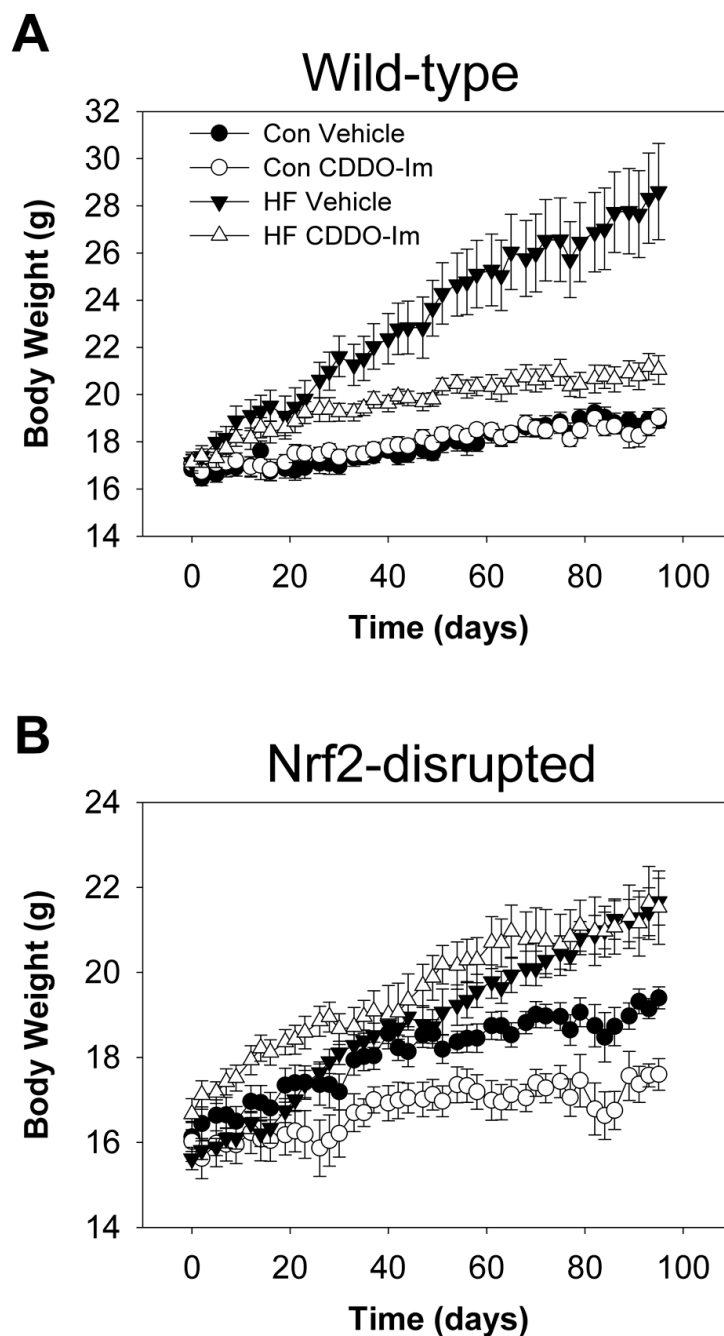 A
Wild-type
32
30
28
26
24
22
20
18
16
14
Body Weight (g)
Con Vehicle
Con CDDO-Im
HF Vehicle
HF CDDO-Im
0 20 40 60 80 100
Time (days)
B
Nrf2-disrupted
24
22
20
18
16
14
Body Weight (g)
0 20 40 60 80 100
Time (days)